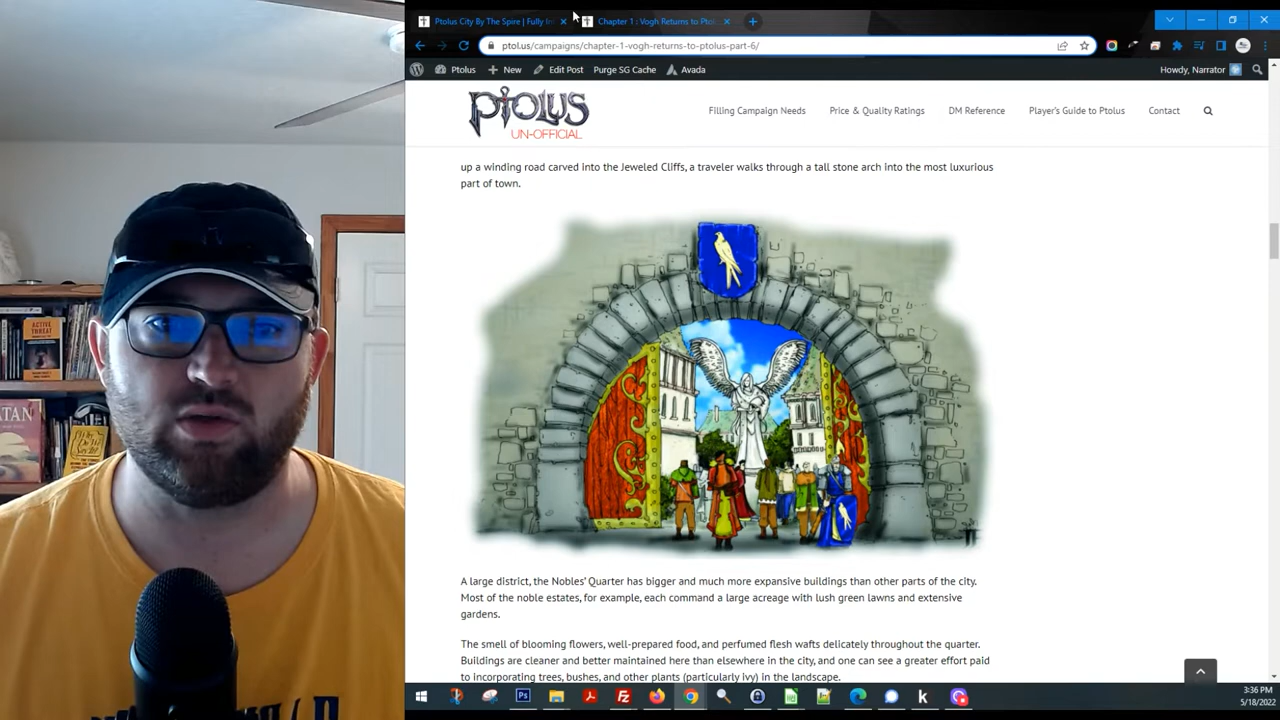 Ptolus City By The Spire | Fully In
Chapter 1 : Vogh Returns to Ptol
ptol.us/campaigns/chapter-1-vogh-returns-to-ptolus-part-6/
Ptolus
New
Edit Post
Purge SG Cache
Avada
Howdy, Narrator
PTOLUS
UN-OFFICIAL
Filling Campaign Needs
Price & Quality Ratings
DM Reference
Player's Guide to Ptolus
Contact
up a winding road carved into the Jeweled Cliffs, a traveler walks through a tall stone arch into the most luxurious
part of town.
A large district, the Nobles' Quarter has bigger and much more expansive buildings than other parts of the city.
Most of the noble estates, for example, each command a large acreage with lush green lawns and extensive
gardens.
The smell of blooming flowers, well-prepared food, and perfumed flesh wafts delicately throughout the quarter.
Buildings are cleaner and better maintained here than elsewhere in the city, and one can see a greater effort paid
to incorporating trees, bushes, and other plants (particularly ivy) in the landscape.
ACTIVE
THREAT
TAN
Ps
Fz
k
3:36 PM
5/18/2022